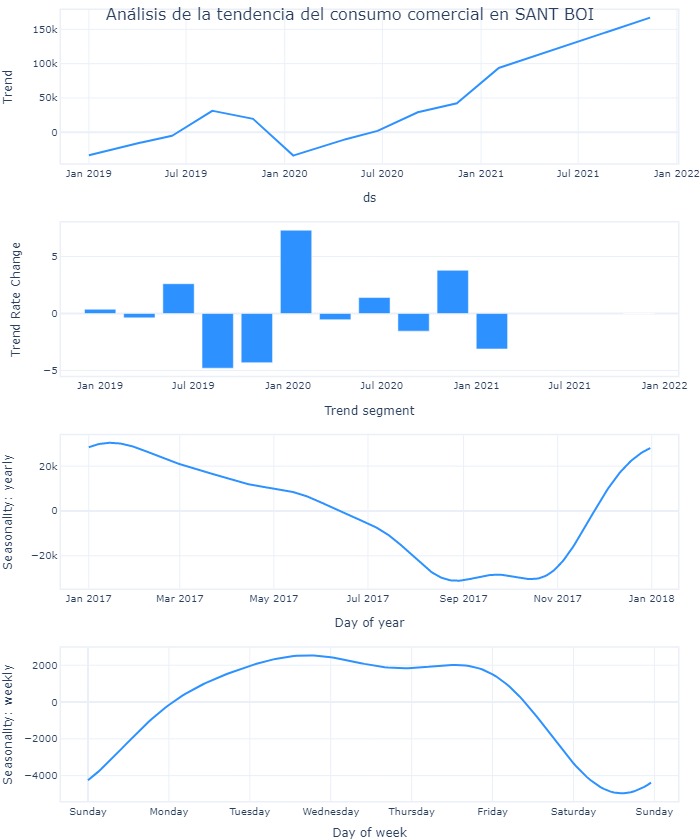 Análisis de la tendencia del consumo comercial en SANT BOI
150k
100k
50k
0
Trend
Jan 2019 Jul 2019 Jan 2020 Jul 2020 Jan 2021 Jul 2021 Jan 2022
ds
5
0
−5
Trend Rate Change
Jan 2019 Jul 2019 Jan 2020 Jul 2020 Jan 2021 Jul 2021 Jan 2022
Trend segment
20k
0
−20k
Seasonality: yearly
Jan 2017 Mar 2017 May 2017 Jul 2017 Sep 2017 Nov 2017 Jan 2018
Day of year
2000
0
−2000
−4000
Seasonality: weekly
Sunday Monday Tuesday Wednesday Thursday Friday Saturday Sunday
Day of week